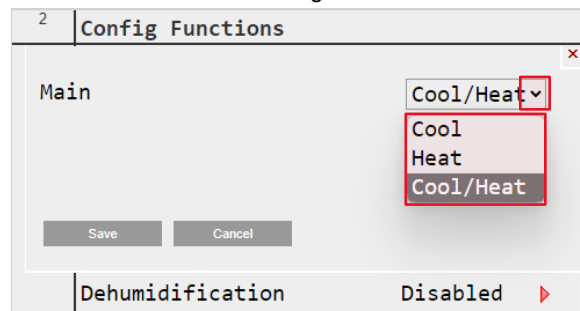 2
Config Functions
×
Main Cool/Heat
Cool
Heat
Cool/Heat
Save Cancel
Dehumidification Disabled